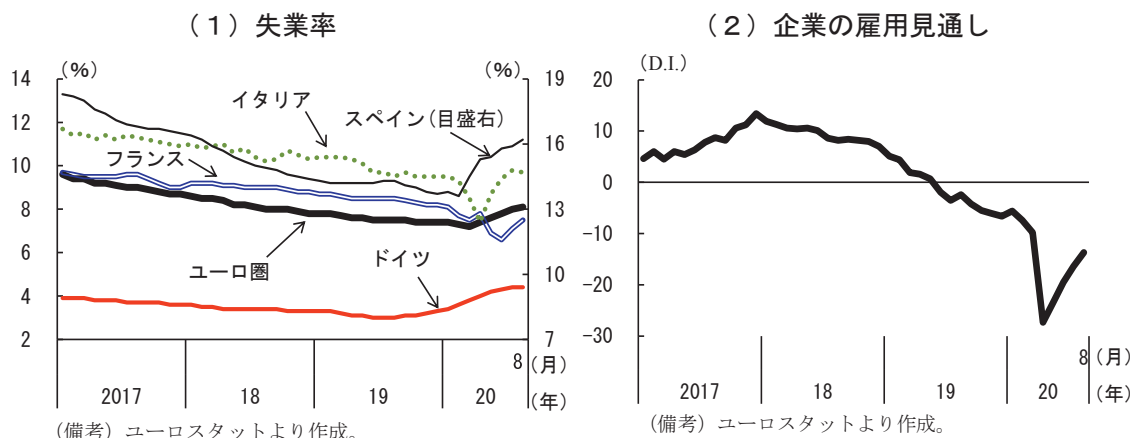 （１）失業率
（%）
（%）
14
12
10
8
6
4
2
19
16
13
10
7
イタリア
スペイン（目盛右）
フランス
ユーロ圏
ドイツ
8（月）
2017
18
19
20
（年）
（備考）ユーロスタットより作成。
（２）企業の雇用見通し
（D.I.）
20
10
0
−10
−20
−30
8（月）
2017
18
19
20
（年）
（備考）ユーロスタットより作成。